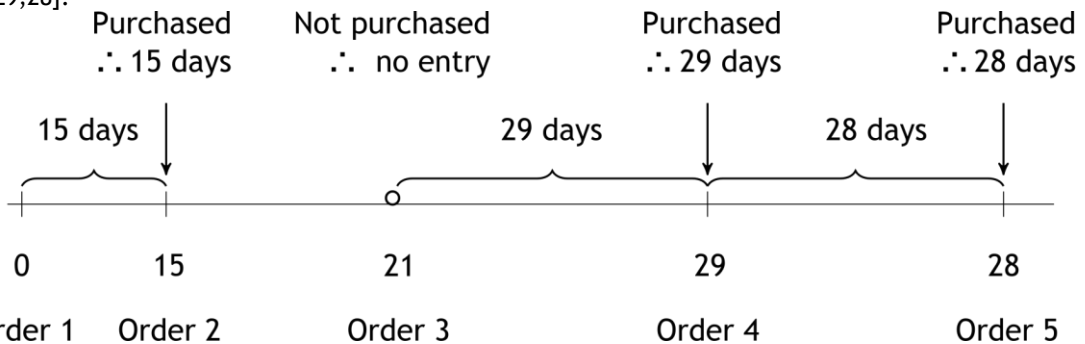 29,28].
Purchased Not purchased Purchased Purchased
∴ 15 days ∴ no entry ∴ 29 days ∴ 28 days
15 days 29 days 28 days
0 15 21 29 28
rder 1 Order 2 Order 3 Order 4 Order 5